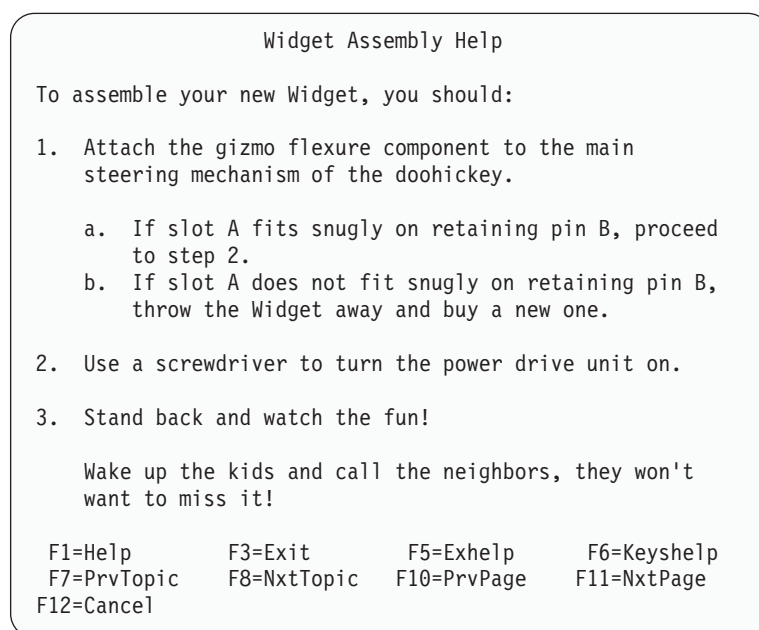 Widget Assembly Help
To assemble your new Widget, you should:
1. Attach the gizmo flexure component to the main
steering mechanism of the doohickey.
a. If slot A fits snugly on retaining pin B, proceed
to step 2.
b. If slot A does not fit snugly on retaining pin B,
throw the Widget away and buy a new one.
2. Use a screwdriver to turn the power drive unit on.
3. Stand back and watch the fun!
Wake up the kids and call the neighbors, they won't
want to miss it!
F1=Help F3=Exit F5=Exhelp F6=Keyshelp
F7=PrvTopic F8=NxtTopic F10=PrvPage F11=NxtPage
F12=Cancel